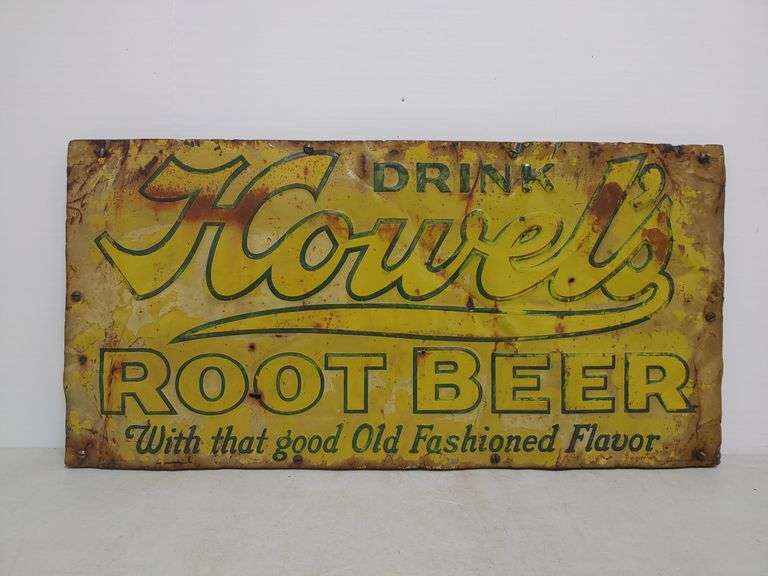 DRINK
Howel's
ROOT BEER
With that good Old Fashioned Flavor